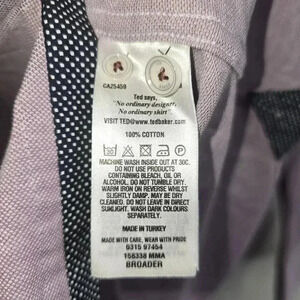 CA25459
Ted says,
"No ordinary designer,
No ordinary shirt"
VISIT TED@www.tedbaker.com
100% COTTON
MACHINE WASH INSIDE OUT AT 30C.
DO NOT USE PRODUCTS
CONTAINING BLEACH, OIL OR
ALCOHOL. DO NOT TUMBLE DRY.
WARM IRON ON REVERSE WHILST
SLIGHTLY DAMP. MAY BE DRY
CLEANED. DO NOT LEAVE IN DIRECT
SUNLIGHT. WASH DARK COLOURS
SEPARATELY.
MADE IN TURKEY
MADE WITH CARE, WEAR WITH PRIDE
0315 97454
156338 MMA
BROADER